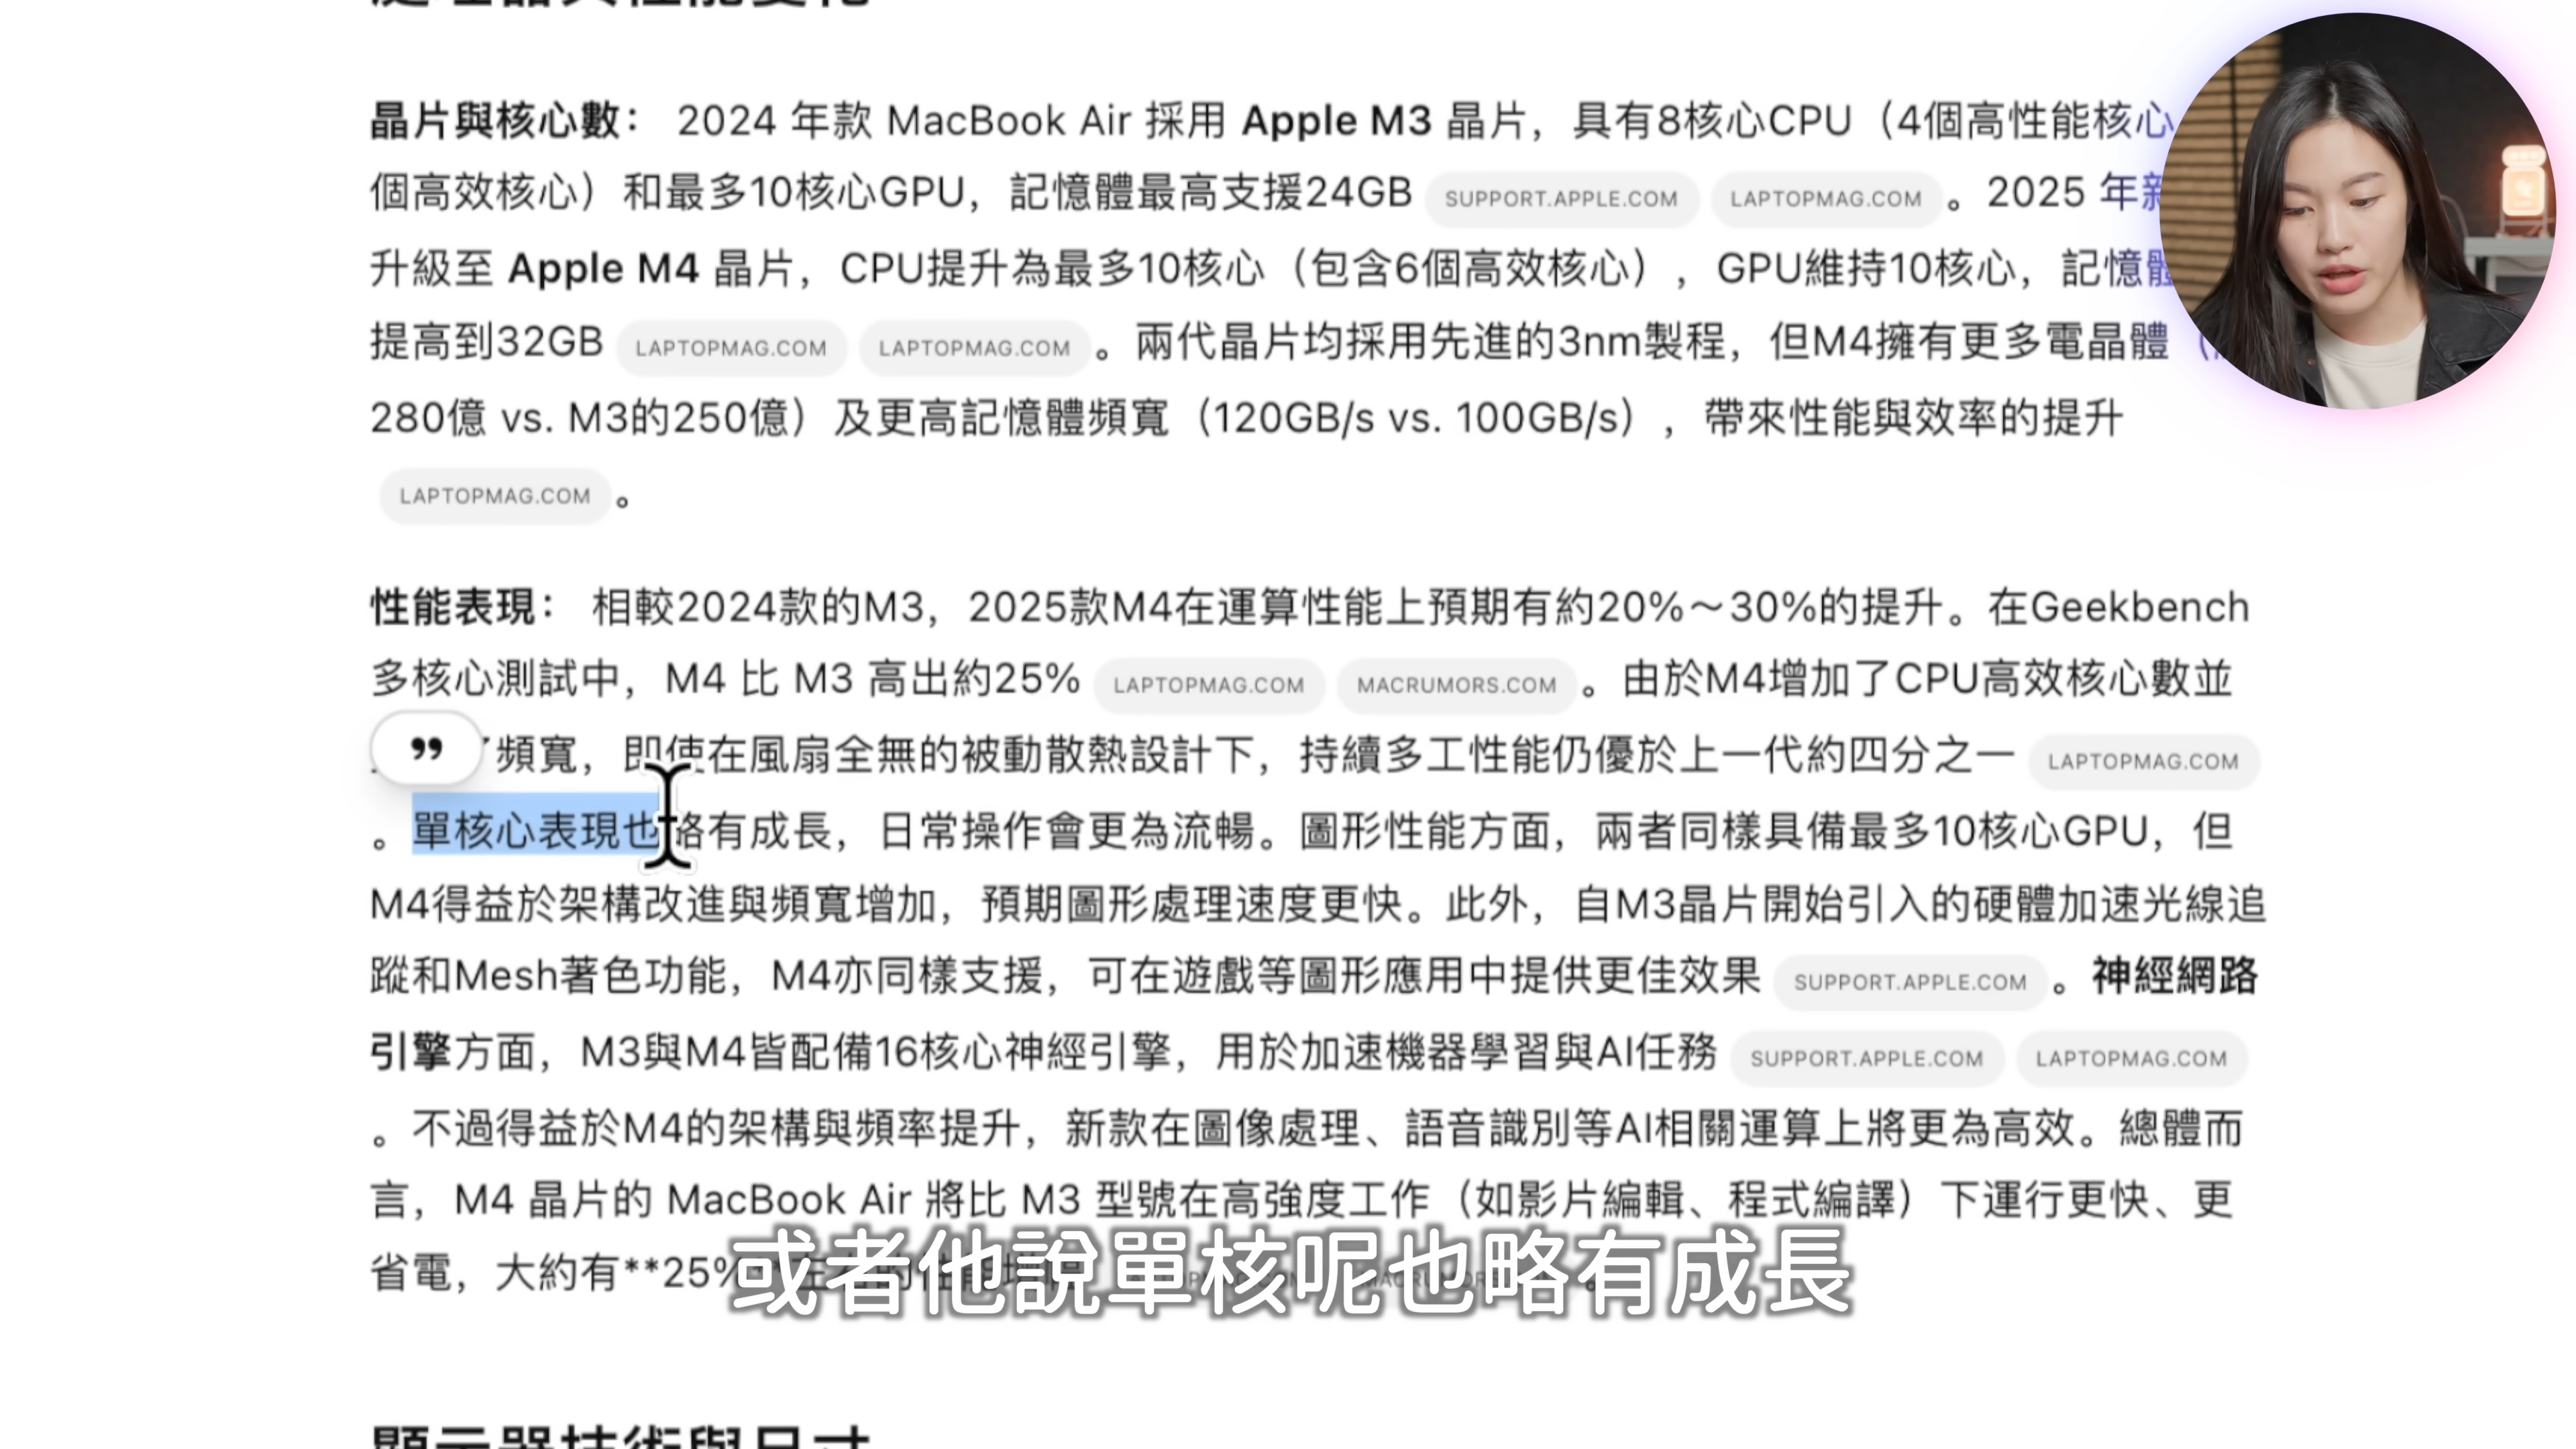 晶片與核心數： 2024 年款 MacBook Air 採用 Apple M3 晶片，具有8核心CPU（4個高性能核心
個高效核心）和最多10核心GPU，記憶體最高支援24GB SUPPORT.APPLE.COM LAPTOPMAG.COM 。2025 年新
升級至 Apple M4 晶片，CPU提升為最多10核心（包含6個高效核心），GPU維持10核心，記憶體
提高到32GB LAPTOPMAG.COM LAPTOPMAG.COM 。兩代晶片均採用先進的3nm製程，但M4擁有更多電晶體（
280億 vs. M3的250億）及更高記憶體頻寬（120GB/s vs. 100GB/s），帶來性能與效率的提升
LAPTOPMAG.COM 。
性能表現： 相較2024款的M3，2025款M4在運算性能上預期有約20%～30%的提升。在Geekbench
多核心測試中，M4 比 M3 高出約25% LAPTOPMAG.COM MACRUMORS.COM 。由於M4增加了CPU高效核心數並
頻寬，即使在風扇全無的被動散熱設計下，持續多工性能仍優於上一代約四分之一 LAPTOPMAG.COM
。單核心表現也略有成長，日常操作會更為流暢。圖形性能方面，兩者同樣具備最多10核心GPU，但
M4得益於架構改進與頻寬增加，預期圖形處理速度更快。此外，自M3晶片開始引入的硬體加速光線追
蹤和Mesh著色功能，M4亦同樣支援，可在遊戲等圖形應用中提供更佳效果 SUPPORT.APPLE.COM 。神經網路
引擎方面，M3與M4皆配備16核心神經引擎，用於加速機器學習與AI任務 SUPPORT.APPLE.COM LAPTOPMAG.COM
。不過得益於M4的架構與頻率提升，新款在圖像處理、語音識別等AI相關運算上將更為高效。總體而
言，M4 晶片的 MacBook Air 將比 M3 型號在高強度工作（如影片編輯、程式編譯）下運行更快、更
省電，大約有**25%
或者他說單核呢也略有成長